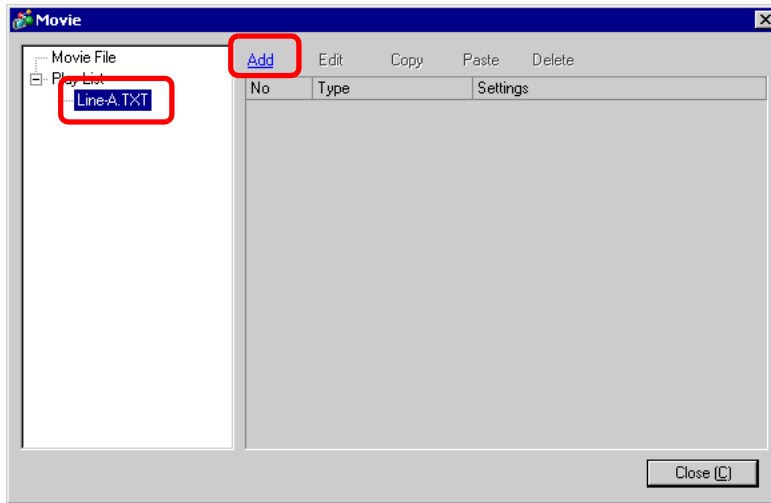 Movie
Movie File
Add Edit Copy Paste Delete
Play List
No Type Settings
Line-A.TXT
Close (C)